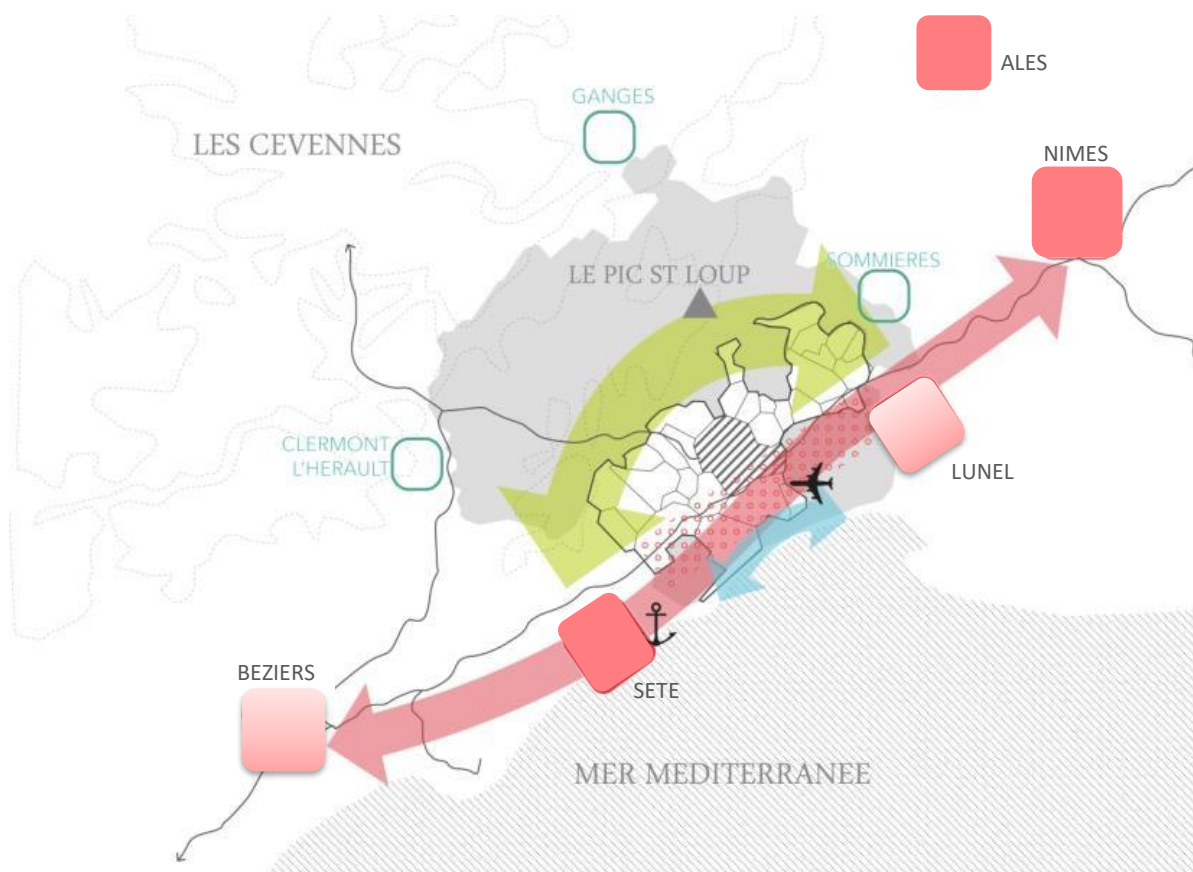 ALES
GANGES
LES CEVENNES
NIMES
SOMMIERES
LE PIC ST LOUP
CLERMONT
L'HERAULT
LUNEL
BEZIERS
SETE
MER MEDITERRANEE